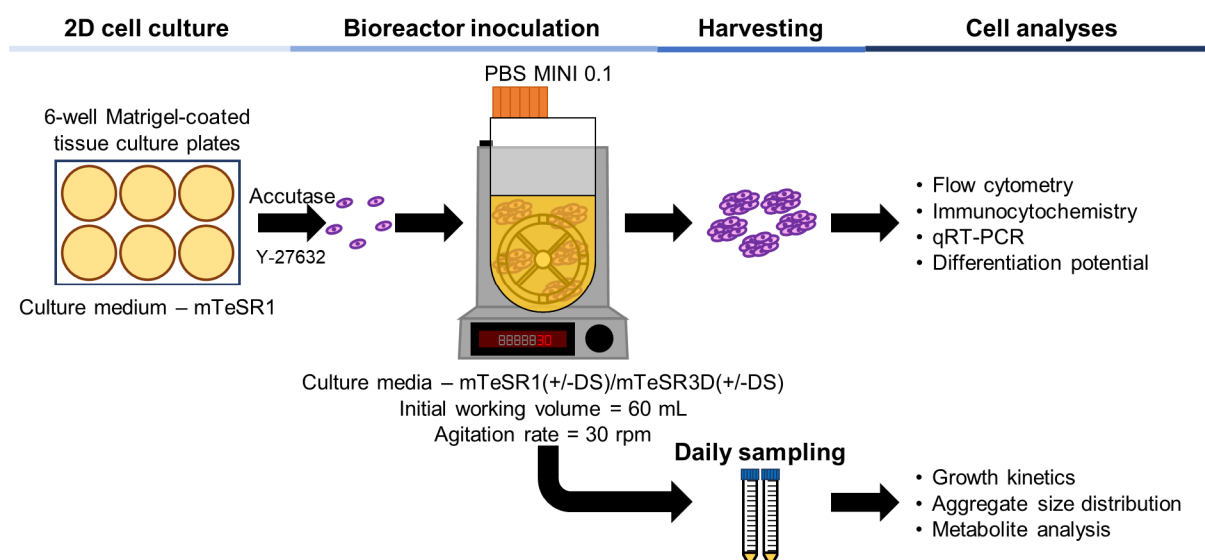 2D cell culture
Bioreactor inoculation
Harvesting
Cell analyses
6-well Matrigel-coated
tissue culture plates
Accutase
Y-27632
Culture medium – mTeSR1
PBS MINI 0.1
8888830
Culture media – mTeSR1(+/-DS)/mTeSR3D(+/-DS)
Initial working volume = 60 mL
Agitation rate = 30 rpm
• Flow cytometry
• Immunocytochemistry
• qRT-PCR
• Differentiation potential
Daily sampling
• Growth kinetics
• Aggregate size distribution
• Metabolite analysis